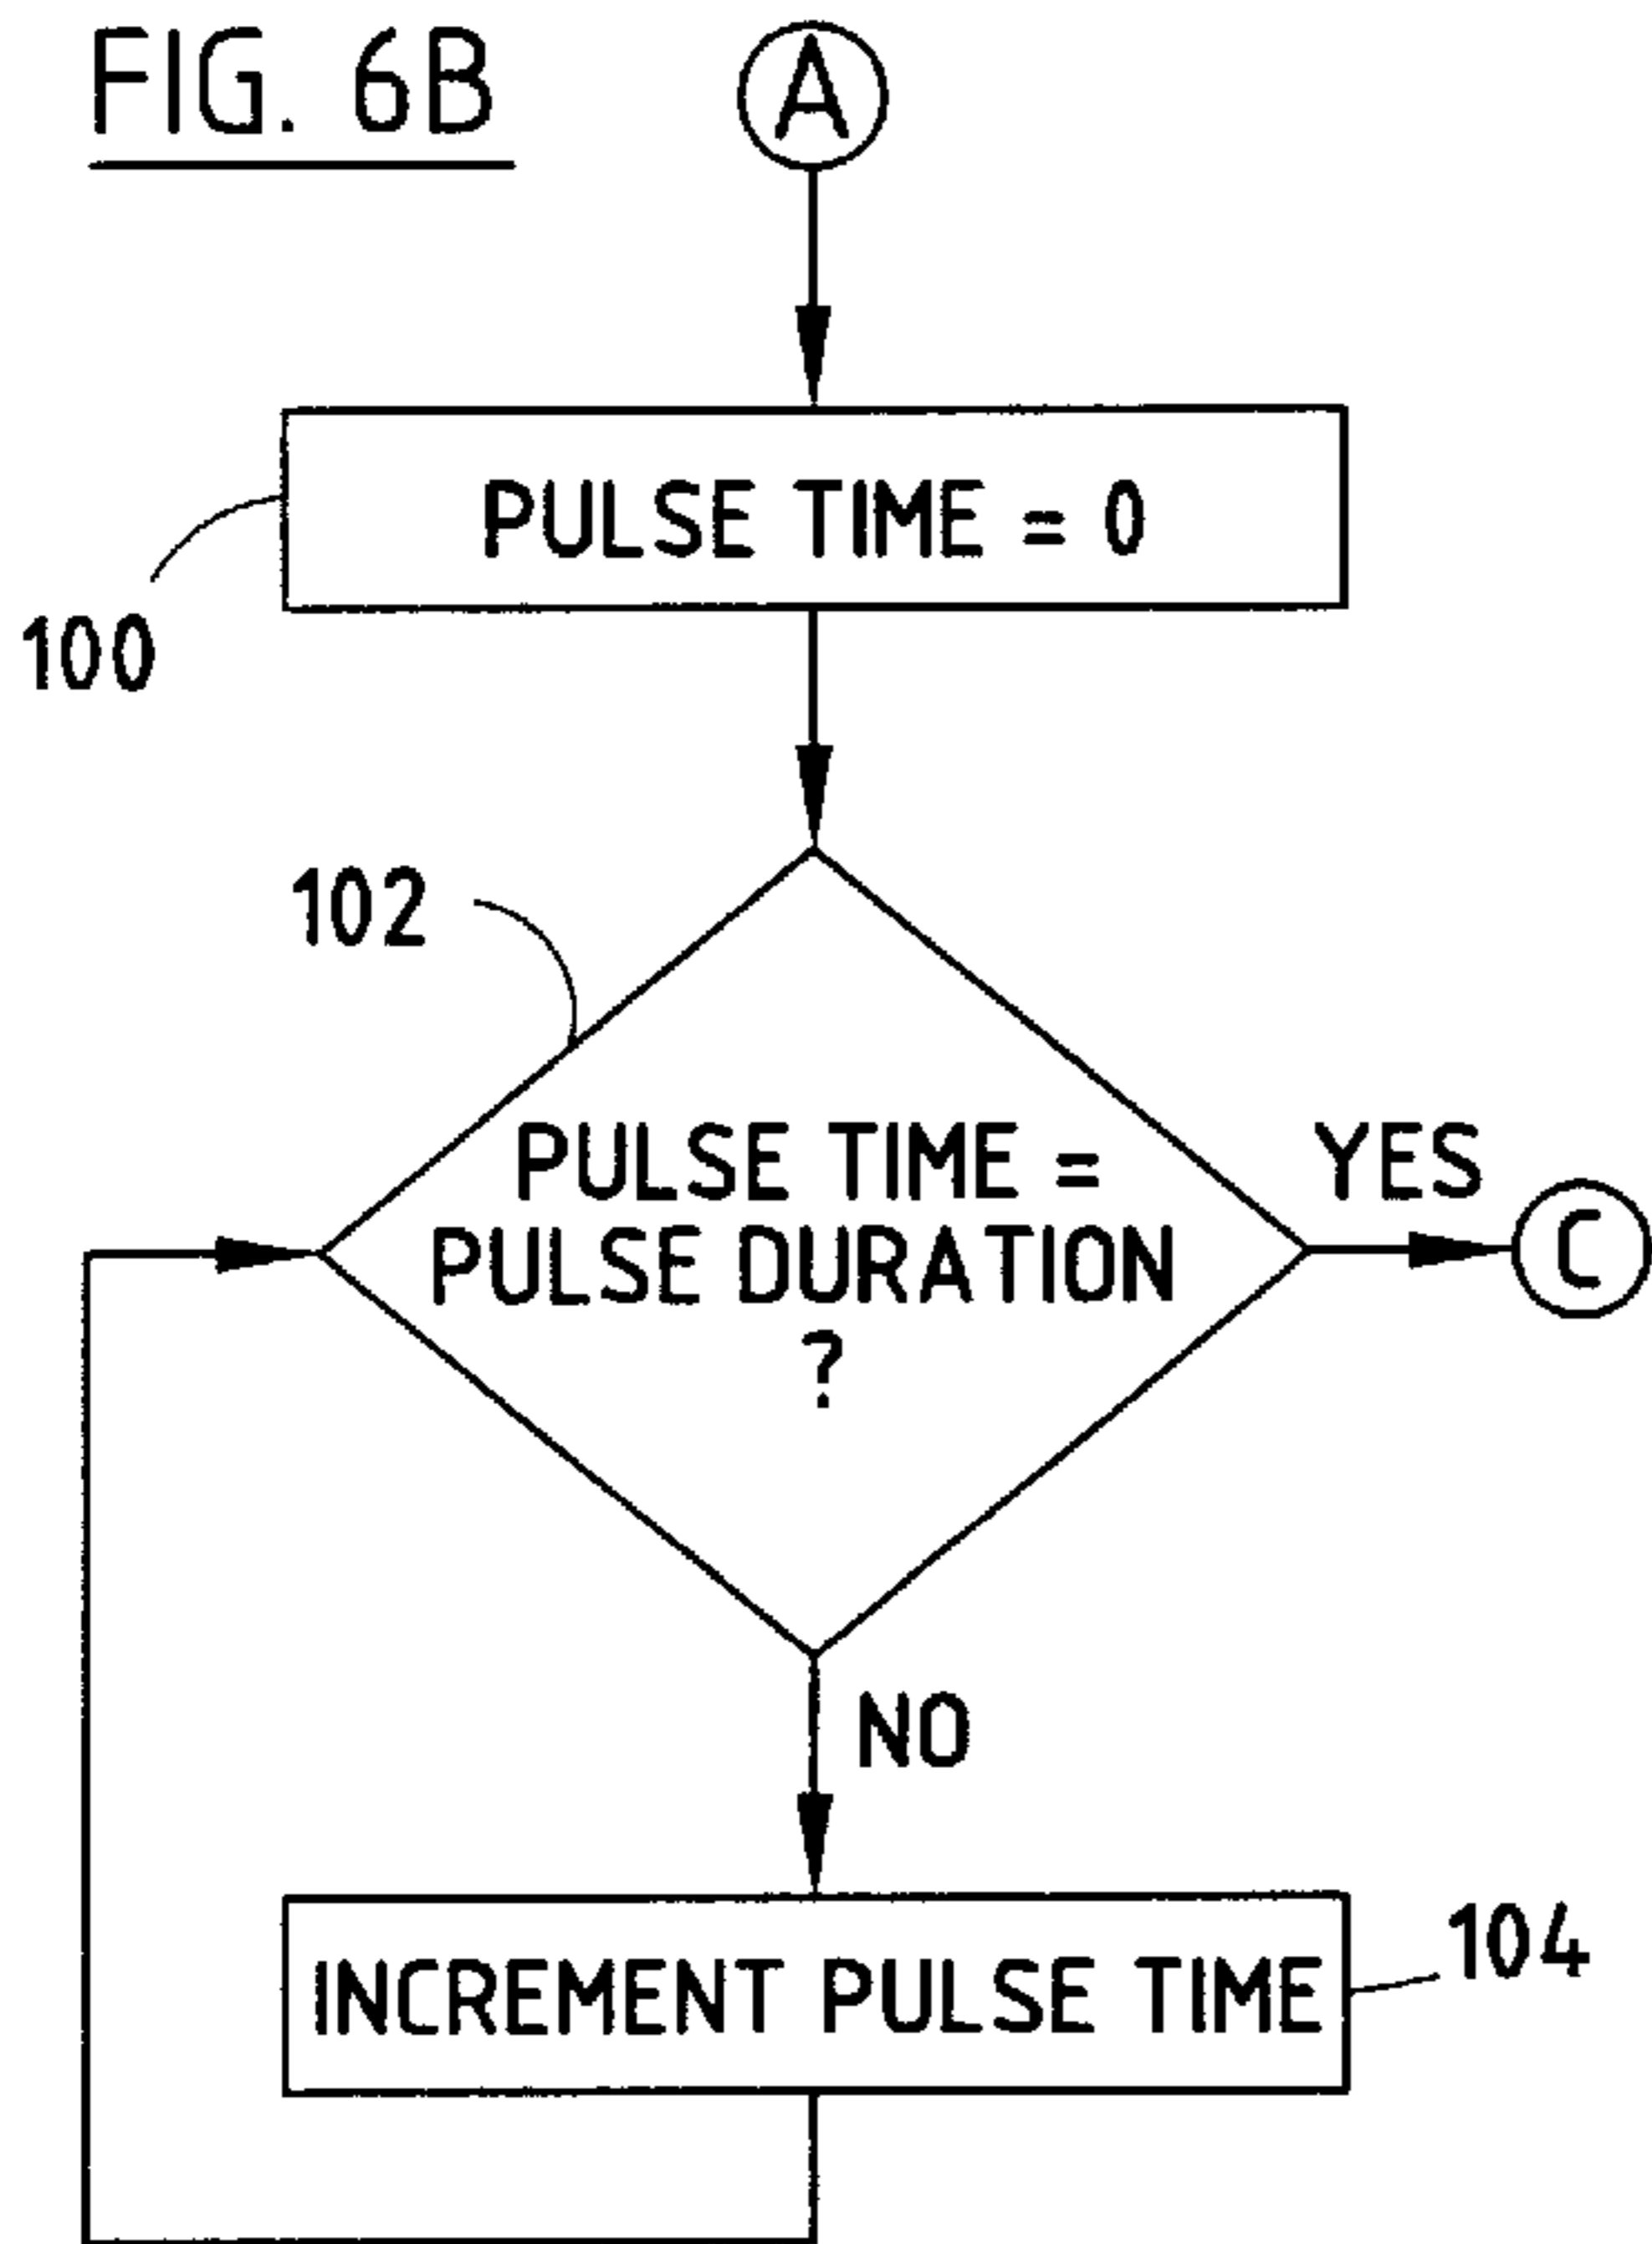 FIG. 6B
A
PULSE TIME = 0
100
102
PULSE TIME =
PULSE DURATION
?
YES
C
NO
INCREMENT PULSE TIME
104